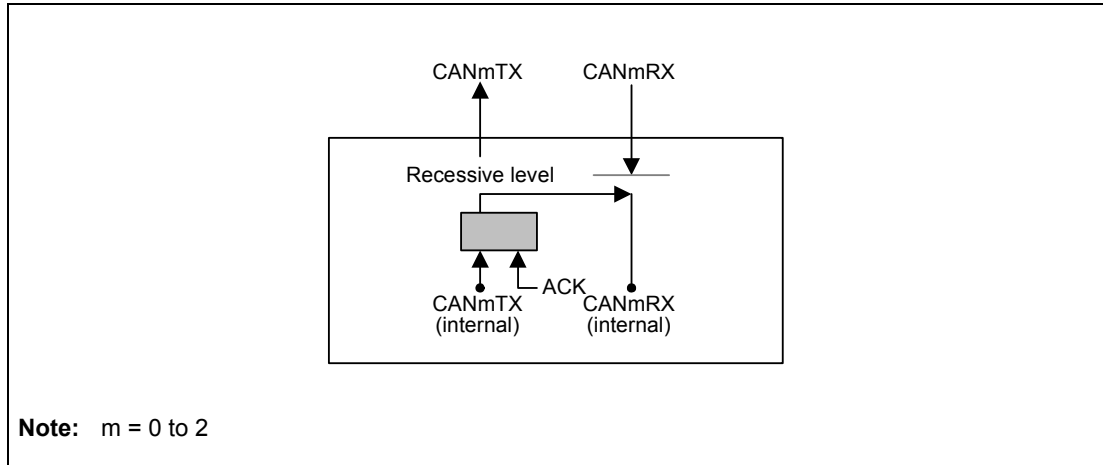 CANmTX CANmRX
Recessive level
ACK
CANmTX
(internal)
CANmRX
(internal)
Note: m = 0 to 2